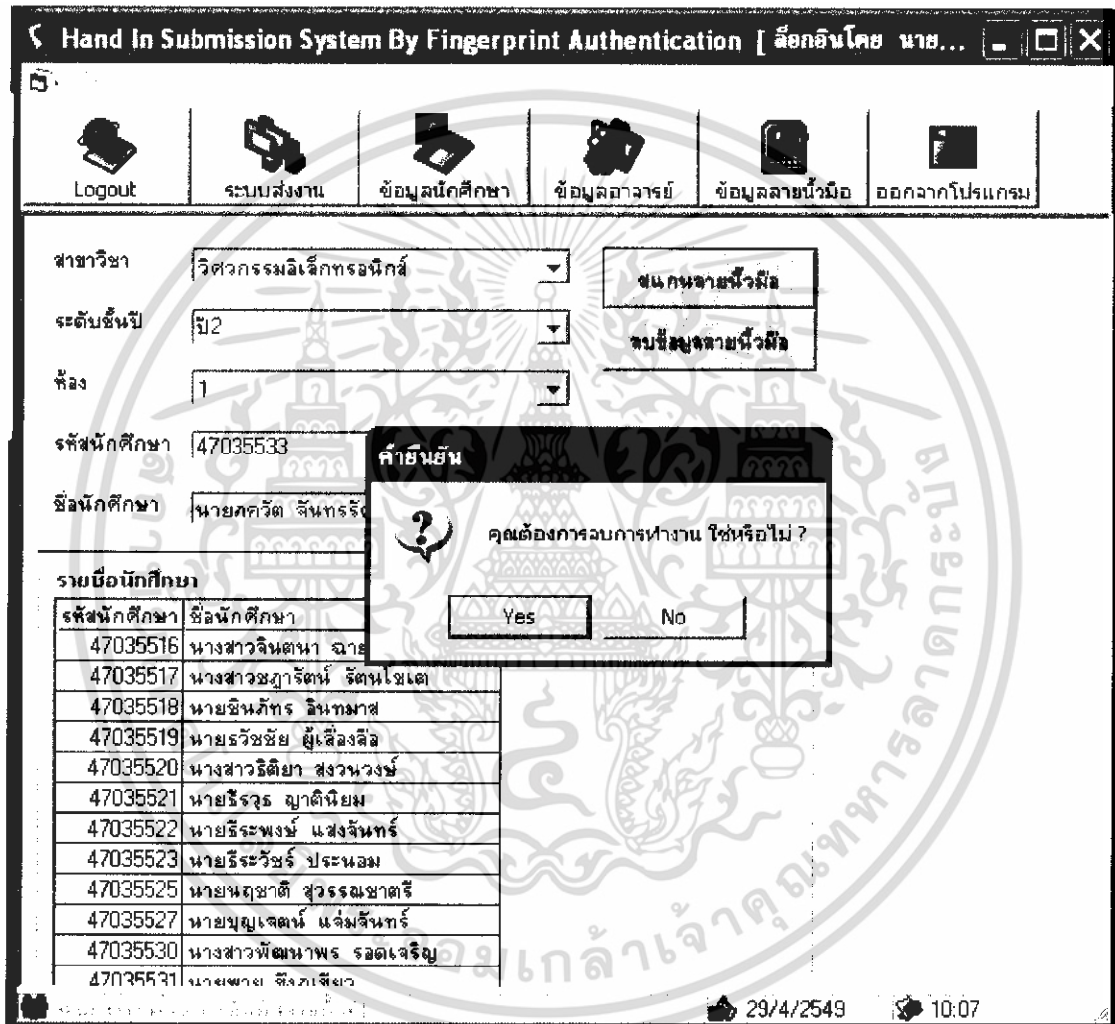 Hand In Submission System By Fingerprint Authentication [ ล็อกอินโดย นาย...
Logout
ระบบส่งงาน
ข้อมูลนักศึกษา
ข้อมูลอาจารย์
ข้อมูลลายนิ้วมือ
ออกจากโปรแกรม
สาขาวิชา วิศวกรรมอิเล็กทรอนิกส์
สแกนลายนิ้วมือ
ระดับชั้นปี ปี2
ลบข้อมูลลายนิ้วมือ
ห้อง 1
รหัสนักศึกษา 47035533
ชื่อนักศึกษา นายภควัต
คำยืนยัน
คุณต้องการจบการทำงาน ใช่หรือไม่ ?
Yes No
รายชื่อนักศึกษา
รหัสนักศึกษา ชื่อนักศึกษา
47035516 นางสาวจินตนา
47035517 นางสาวชฎารัตน์ รัตนโชเต
47035518 นายชินภัทร อินทมาส
47035519 นายธวัชชัย ผู้เลื่องลือ
47035520 นางสาวธิติยา สงวนวงษ์
47035521 นายธีรวุธ ญาตินิยม
47035522 นายธีระพงษ์ แสงจันทร์
47035523 นายธีระวัชร์ ประนอม
47035525 นายนฤชาติ สุวรรณชาตรี
47035527 นายบุญเจตน์ แจ่มจันทร์
47035530 นางสาวพัฒนาพร รอดเจริญ
47035531
29/4/2549 10:07